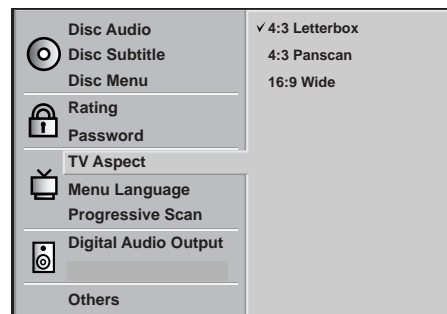 Disc Audio
Disc Subtitle
Disc Menu
Rating
Password
TV Aspect
Menu Language
Progressive Scan
Digital Audio Output
Others
✓ 4:3 Letterbox
4:3 Panscan
16:9 Wide